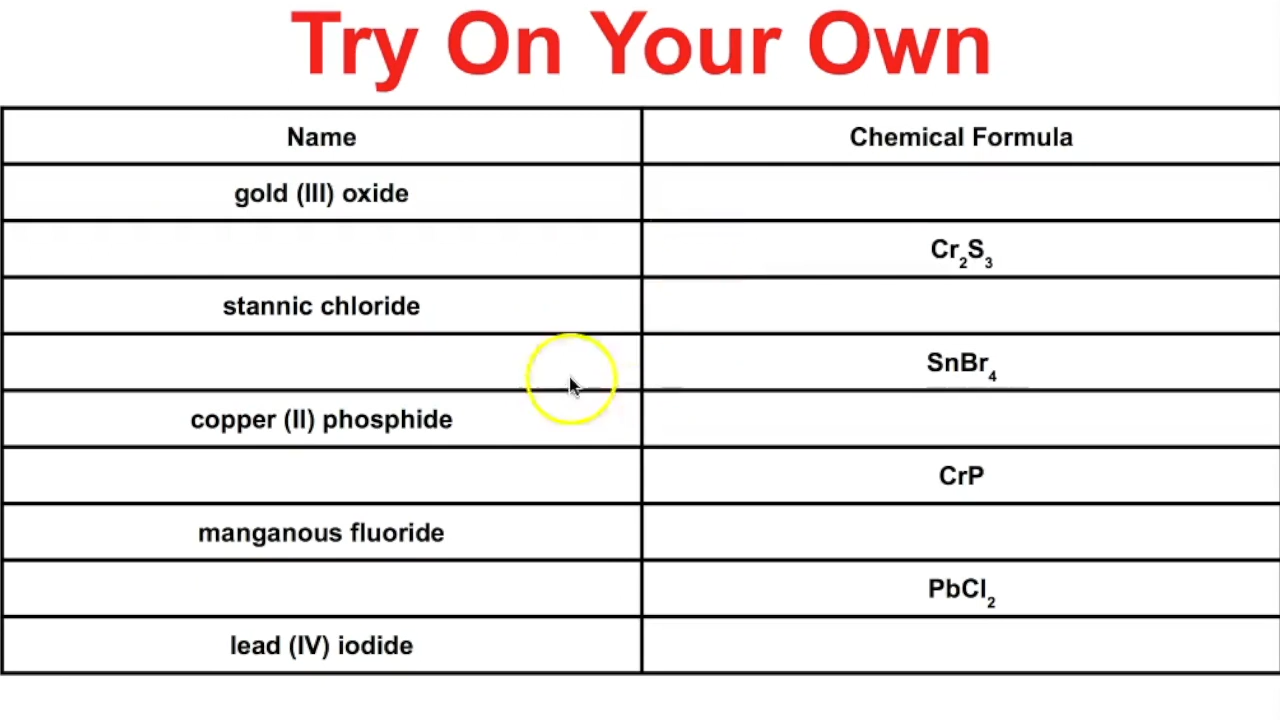 Try On Your Own
Name Chemical Formula
gold (III) oxide
Cr₂S₃
stannic chloride
SnBr₄
copper (II) phosphide
CrP
manganous fluoride
PbCl₂
lead (IV) iodide